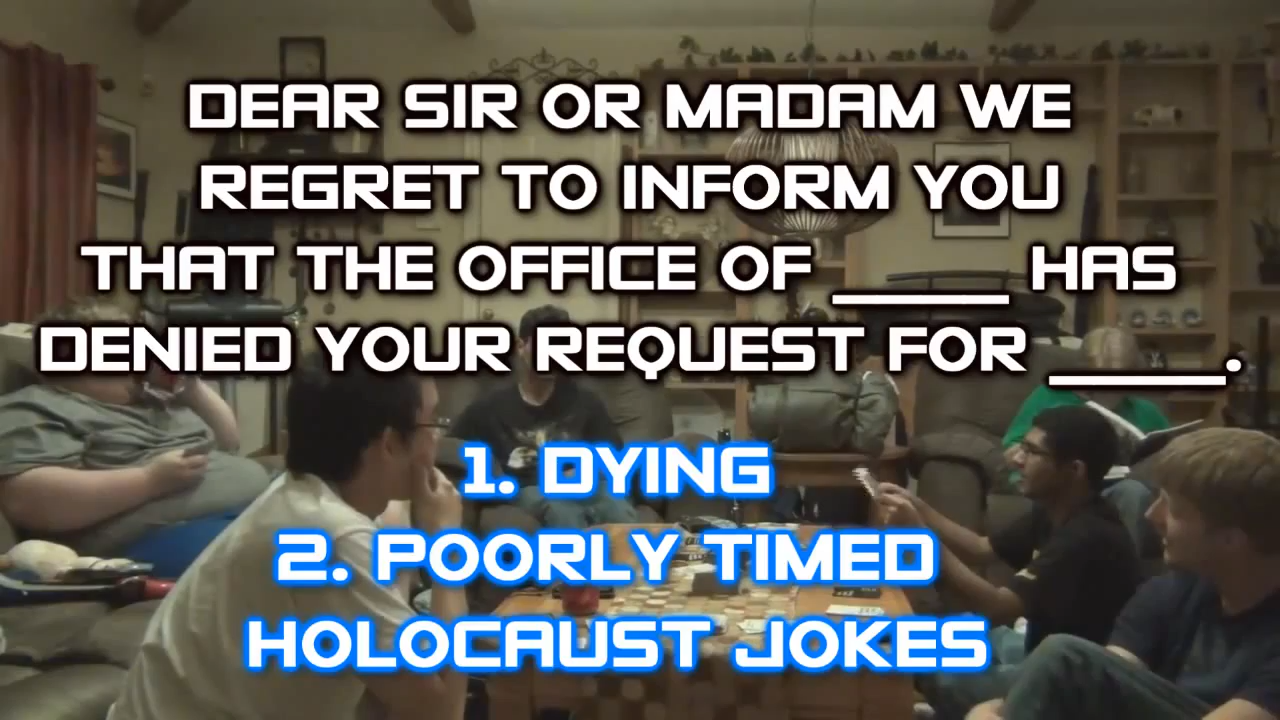 DEAR SIR OR MADAM WE
REGRET TO INFORM YOU
THAT THE OFFICE OF _____ HAS
DENIED YOUR REQUEST FOR _____.
1. DYING
2. POORLY TIMED
HOLOCAUST JOKES